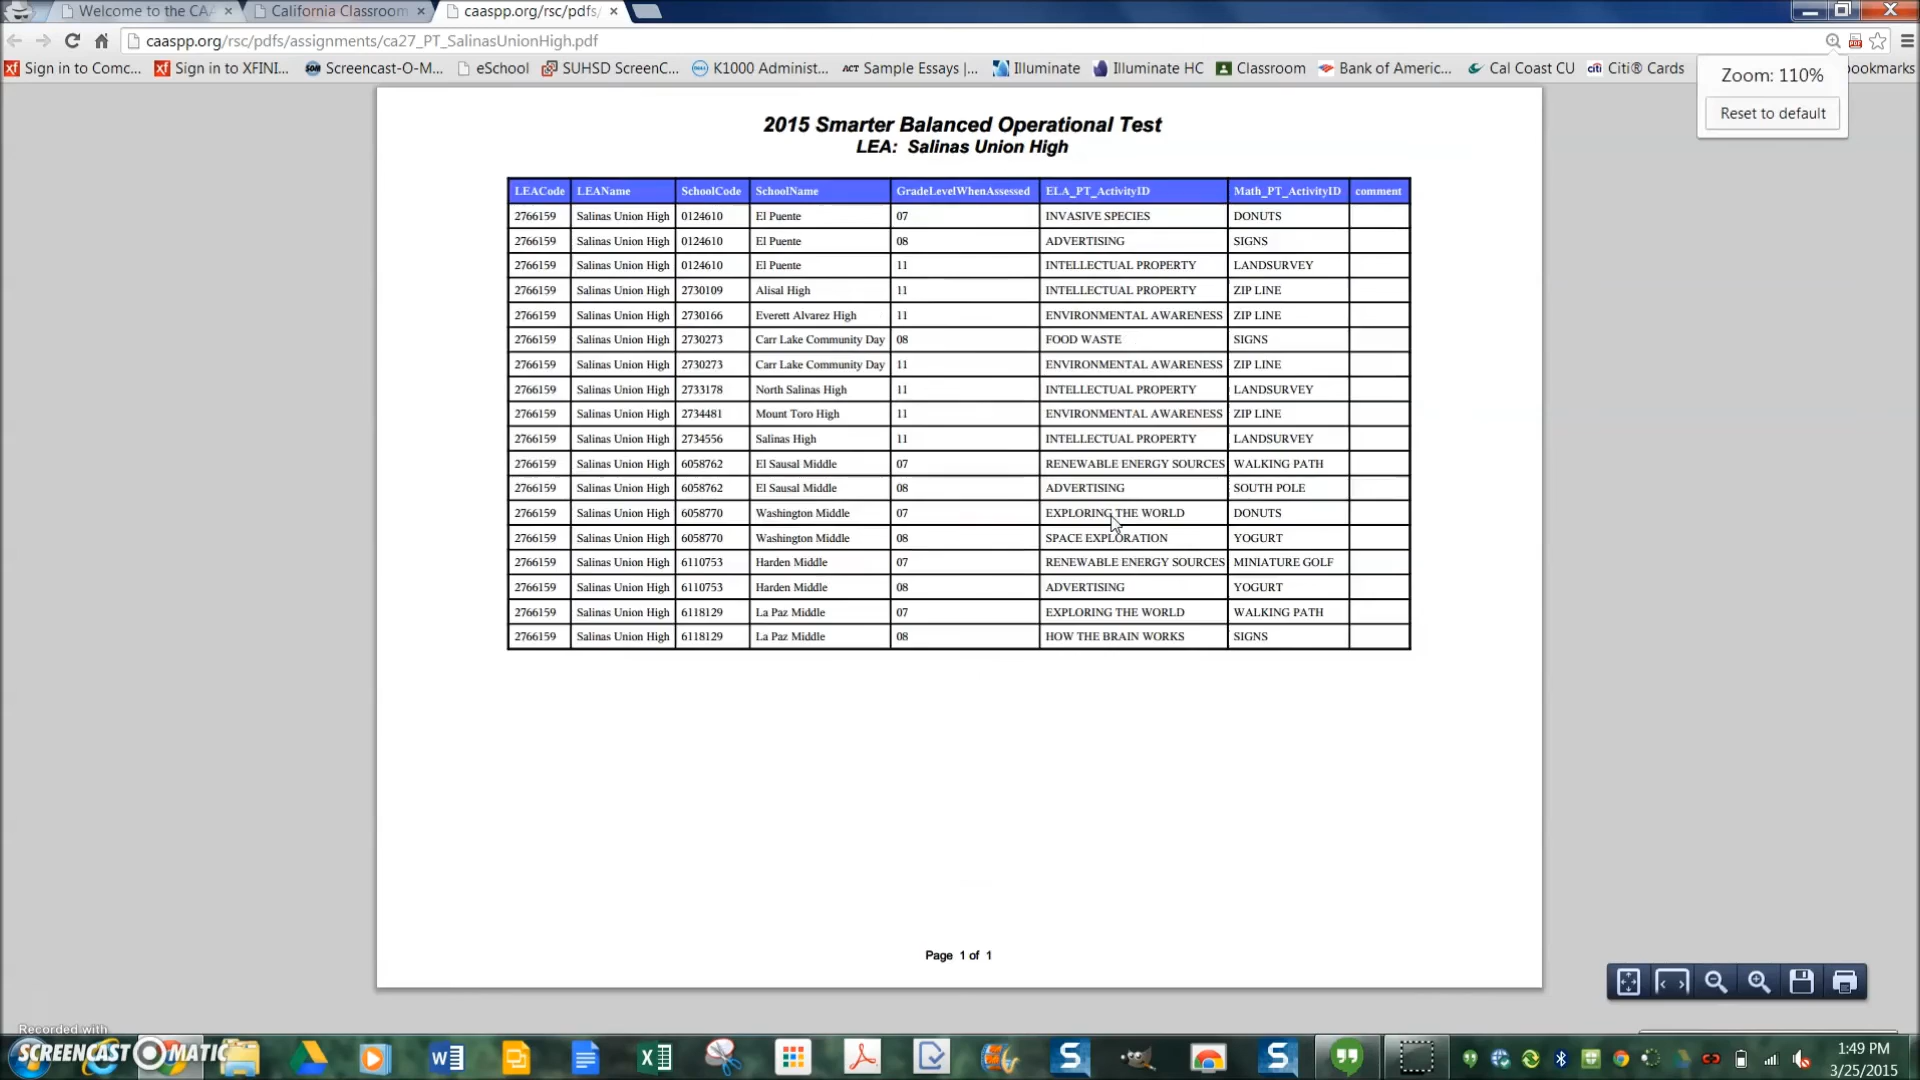 Welcome to the CAA
California Classroom
caaspp.org/rsc/pdfs/
caaspp.org/rsc/pdfs/assignments/ca27_PT_SalinasUnionHigh.pdf
Sign in to Comc... Sign in to XFINI... Screencast-O-M... eSchool SUHSD ScreenC... K1000 Administ... ACT Sample Essays |... Illuminate Illuminate HC Classroom Bank of Americ... Cal Coast CU citi Citi® Cards ookmarks
Zoom: 110%
Reset to default
2015 Smarter Balanced Operational Test
LEA: Salinas Union High
LEACode LEAName SchoolCode SchoolName GradeLevelWhenAssessed ELA_PT_ActivityID Math_PT_ActivityID comment
2766159 Salinas Union High 0124610 El Puente 07 INVASIVE SPECIES DONUTS
2766159 Salinas Union High 0124610 El Puente 08 ADVERTISING SIGNS
2766159 Salinas Union High 0124610 El Puente 11 INTELLECTUAL PROPERTY LANDSURVEY
2766159 Salinas Union High 2730109 Alisal High 11 INTELLECTUAL PROPERTY ZIP LINE
2766159 Salinas Union High 2730166 Everett Alvarez High 11 ENVIRONMENTAL AWARENESS ZIP LINE
2766159 Salinas Union High 2730273 Carr Lake Community Day 08 FOOD WASTE SIGNS
2766159 Salinas Union High 2730273 Carr Lake Community Day 11 ENVIRONMENTAL AWARENESS ZIP LINE
2766159 Salinas Union High 2733178 North Salinas High 11 INTELLECTUAL PROPERTY LANDSURVEY
2766159 Salinas Union High 2734481 Mount Toro High 11 ENVIRONMENTAL AWARENESS ZIP LINE
2766159 Salinas Union High 2734556 Salinas High 11 INTELLECTUAL PROPERTY LANDSURVEY
2766159 Salinas Union High 6058762 El Sausal Middle 07 RENEWABLE ENERGY SOURCES WALKING PATH
2766159 Salinas Union High 6058762 El Sausal Middle 08 ADVERTISING SOUTH POLE
2766159 Salinas Union High 6058770 Washington Middle 07 EXPLORING THE WORLD DONUTS
2766159 Salinas Union High 6058770 Washington Middle 08 SPACE EXPLORATION YOGURT
2766159 Salinas Union High 6110753 Harden Middle 07 RENEWABLE ENERGY SOURCES MINIATURE GOLF
2766159 Salinas Union High 6110753 Harden Middle 08 ADVERTISING YOGURT
2766159 Salinas Union High 6118129 La Paz Middle 07 EXPLORING THE WORLD WALKING PATH
2766159 Salinas Union High 6118129 La Paz Middle 08 HOW THE BRAIN WORKS SIGNS
Page 1 of 1
Recorded with
SCREENCAST O MATIC
1:49 PM
3/25/2015